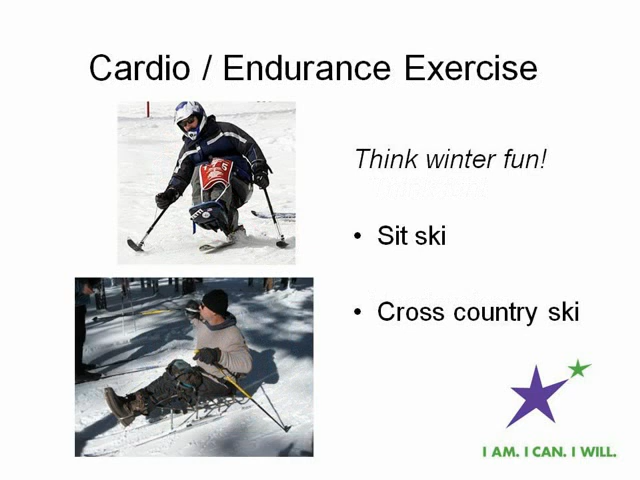 Cardio / Endurance Exercise
Think winter fun!
• Sit ski
• Cross country ski
I AM. I CAN. I WILL.